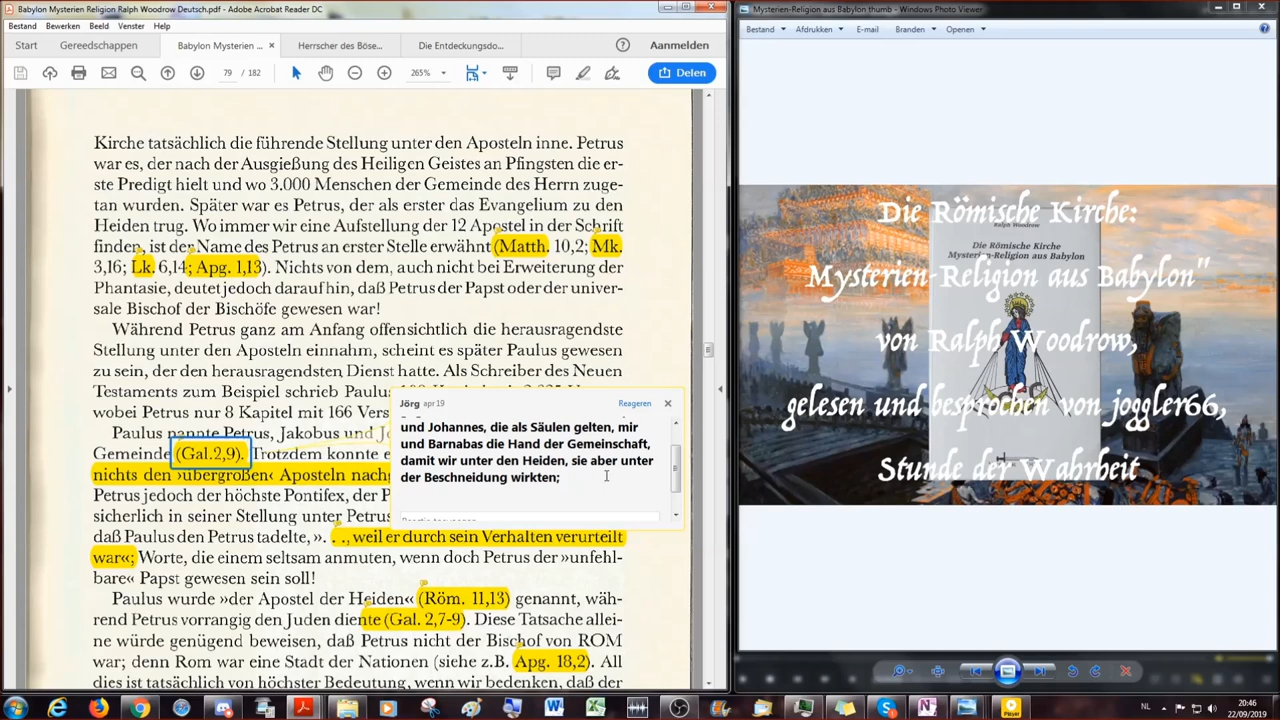 Babylon Mysterien Religion Ralph Woodrow Deutsch.pdf - Adobe Acrobat Reader DC
Bestand Bewerken Beeld Venster Help
Start Gereedschappen Babylon Mysterien ... × Herrscher des Böse... Die Entdeckungsdo... Anmelden
79 / 182 265% Delen
Kirche tatsächlich die führende Stellung unter den Aposteln inne. Petrus
war es, der nach der Ausgießung des Heiligen Geistes an Pfingsten die er-
ste Predigt hielt und wo 3.000 Menschen der Gemeinde des Herrn zuge-
tan wurden. Später war es Petrus, der als erster das Evangelium zu den
Heiden trug. Wo immer wir eine Aufstellung der 12 Apostel in der Schrift
finden, ist der Name des Petrus an erster Stelle erwähnt (Matth. 10,2; Mk.
3,16; Lk. 6,14; Apg. 1,13). Nichts von dem, auch nicht bei Erweiterung der
Phantasie, deutet jedoch darauf hin, daß Petrus der Papst oder der univer-
sale Bischof der Bischöfe gewesen war!
Während Petrus ganz am Anfang offensichtlich die herausragendste
Stellung unter den Aposteln einnahm, scheint es später Paulus gewesen
zu sein, der den herausragendsten Dienst hatte. Als Schreiber des Neuen
Testaments zum Beispiel schrieb Paulus
wobei Petrus nur 8 Kapitel mit 166 Vers
Paulus nannte Petrus, Jakobus und Jo
Gemeinde (Gal.2,9). Trotzdem konnte e
nichts den ›übergroßen‹ Aposteln nach
Petrus jedoch der höchste Pontifex, der P
sicherlich in seiner Stellung unter Petrus
daß Paulus den Petrus tadelte, ». . ., weil er durch sein Verhalten verurteilt
war«; Worte, die einem seltsam anmuten, wenn doch Petrus der »unfehl-
bare« Papst gewesen sein soll!
Paulus wurde »der Apostel der Heiden« (Röm. 11,13) genannt, wäh-
rend Petrus vorrangig den Juden diente (Gal. 2,7-9). Diese Tatsache allei-
ne würde genügend beweisen, daß Petrus nicht der Bischof von ROM
war; denn Rom war eine Stadt der Nationen (siehe z.B. Apg. 18,2). All
dies ist tatsächlich von höchster Bedeutung, wenn wir bedenken, daß der
Jörg apr 19 Reageren
und Johannes, die als Säulen gelten, mir
und Barnabas die Hand der Gemeinschaft,
damit wir unter den Heiden, sie aber unter
der Beschneidung wirkten;
Mysterien-Religion aus Babylon thumb - Windows Photo Viewer
Bestand Afdrukken E-mail Branden Openen
Die Römische Kirche:
Ralph Woodrow
Die Römische Kirche
Mysterien-Religion aus Babylon
Mysterien-Religion aus Babylon"
von Ralph Woodrow,
gelesen und besprochen von joggler66,
Stunde der Wahrheit
Player
NL
20:46
22/09/2019